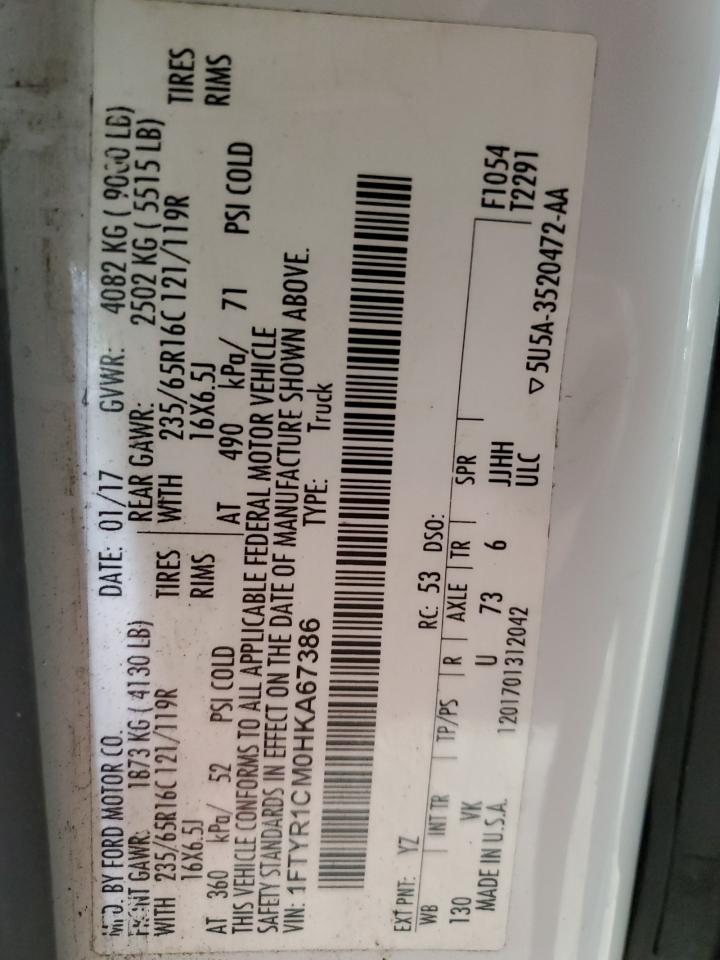 MFD. BY FORD MOTOR CO. DATE: 01/17 GVWR: 4082 KG ( 9000 LB)
FRONT GAWR: 1873 KG ( 4130 LB) REAR GAWR: 2502 KG ( 5515 LB)
WITH 235/65R16C 121/119R TIRES WITH 235/65R16C 121/119R TIRES
16X6.5J RIMS 16X6.5J RIMS
AT 360 kPa/ 52 PSI COLD AT 490 kPa/ 71 PSI COLD
THIS VEHICLE CONFORMS TO ALL APPLICABLE FEDERAL MOTOR VEHICLE
SAFETY STANDARDS IN EFFECT ON THE DATE OF MANUFACTURE SHOWN ABOVE.
VIN: 1FTYR1CM0HKA67386 TYPE: Truck
EXT PNT: YZ RC: 53 DSO: F1054
WB INT TR TP/PS R AXLE TR SPR T2291
130 VK U 73 6 JJHH
MADE IN U.S.A. 1201701312042 ULC ▽5U5A-3520472-AA